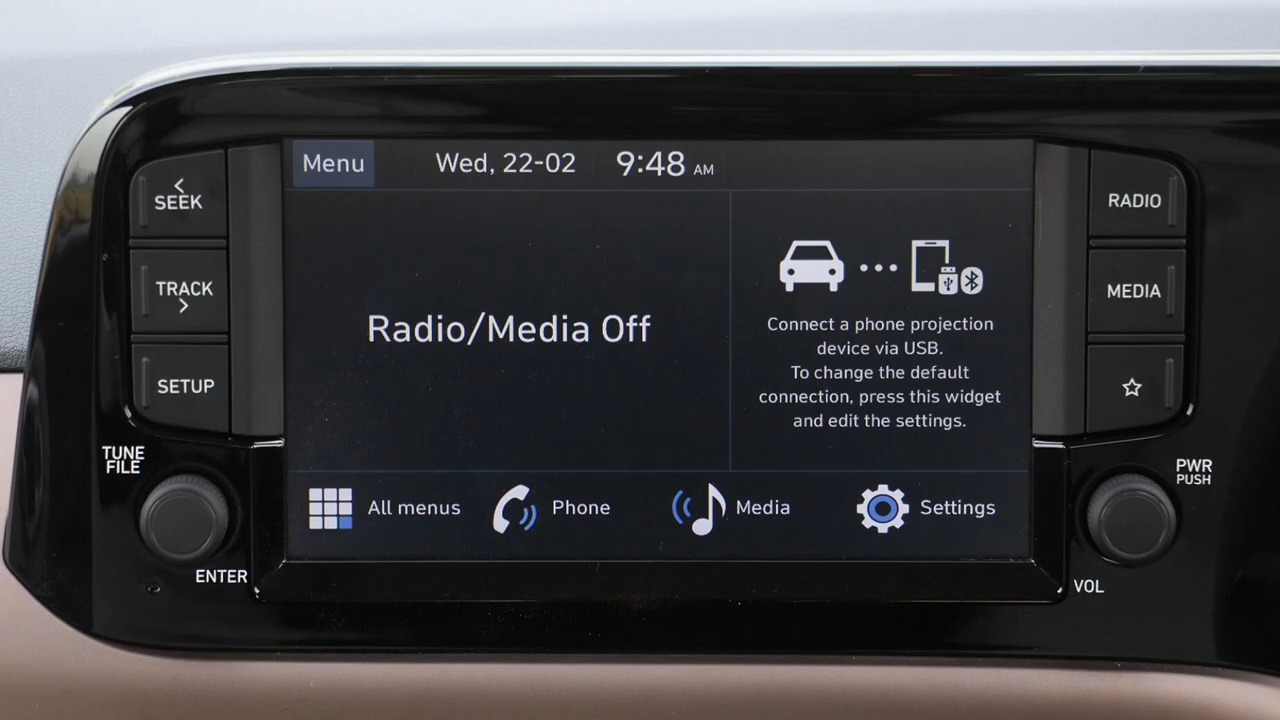 Menu
Wed, 22-02
9:48 AM
SEEK
TRACK
SETUP
TUNE
FILE
ENTER
Radio/Media Off
Connect a phone projection
device via USB.
To change the default
connection, press this widget
and edit the settings.
All menus
Phone
Media
Settings
RADIO
MEDIA
PWR
PUSH
VOL